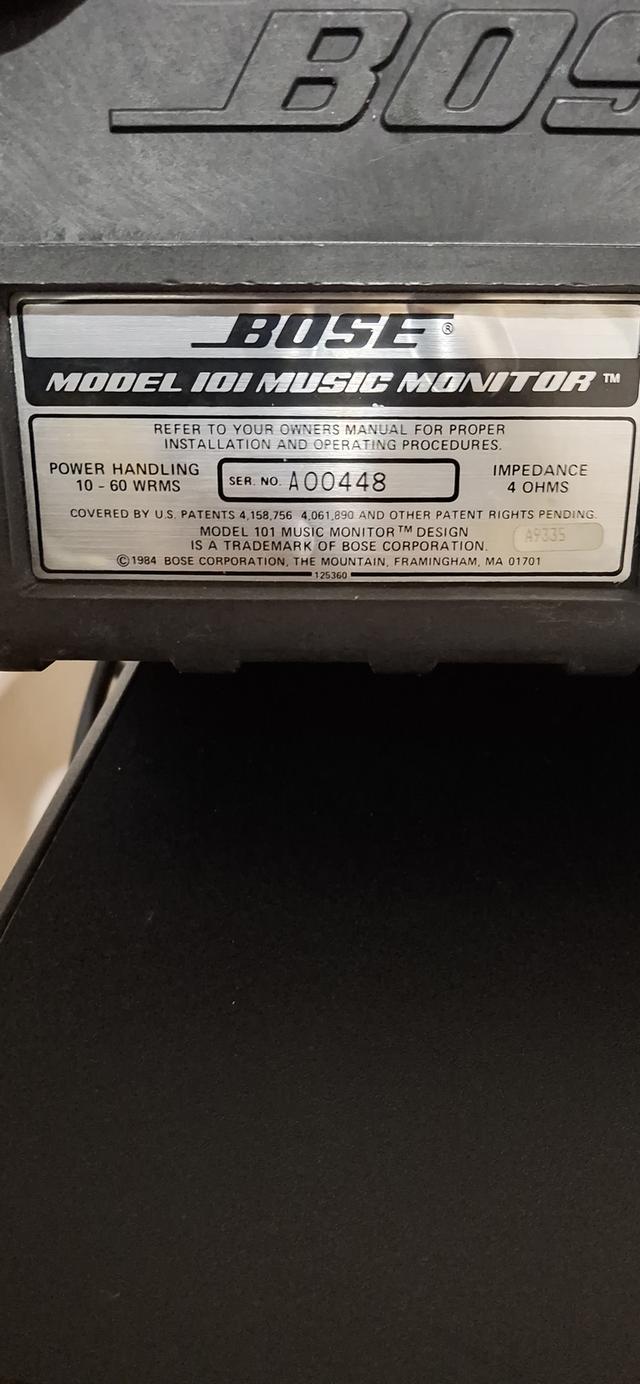 BOS
BOSE®
MODEL 101 MUSIC MONITOR™
REFER TO YOUR OWNERS MANUAL FOR PROPER
INSTALLATION AND OPERATING PROCEDURES.
POWER HANDLING
10 - 60 WRMS
SER. NO. A00448
IMPEDANCE
4 OHMS
COVERED BY U.S. PATENTS 4,158,756 4,061,890 AND OTHER PATENT RIGHTS PENDING.
MODEL 101 MUSIC MONITOR™ DESIGN
IS A TRADEMARK OF BOSE CORPORATION.
A9335
©1984 BOSE CORPORATION, THE MOUNTAIN, FRAMINGHAM, MA 01701
125360